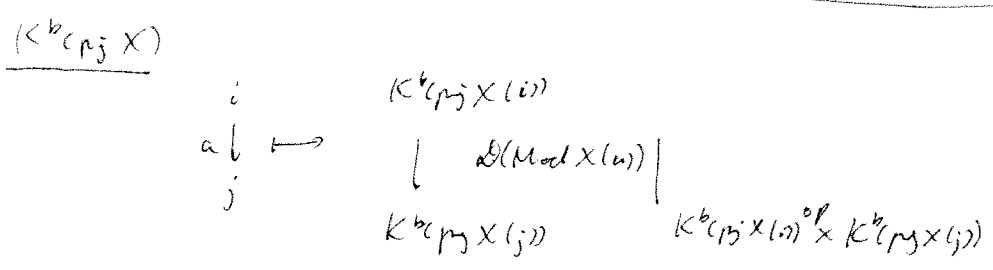 K^b(prj X)
i K^b(prj X(i))
a ↓ ↦ ↓ D(Mod X(a)) |
j K^b(prj X(j)) K^b(prj X(i))^{op} × K^b(prj X(j))